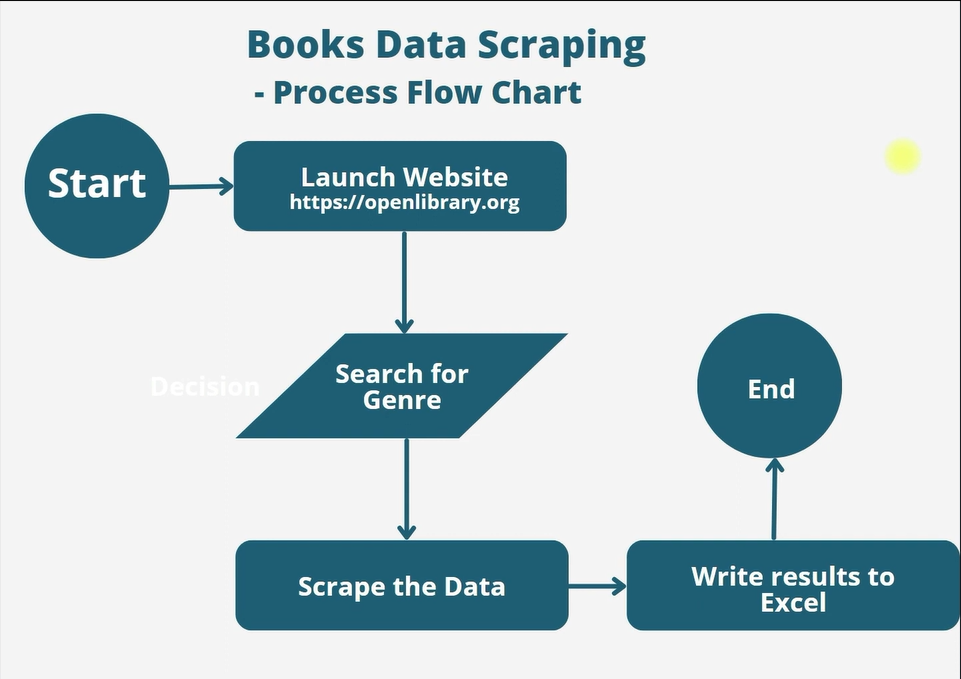 Books Data Scraping
- Process Flow Chart
Start
Launch Website
https://openlibrary.org
Decision
Search for
Genre
End
Scrape the Data
Write results to
Excel